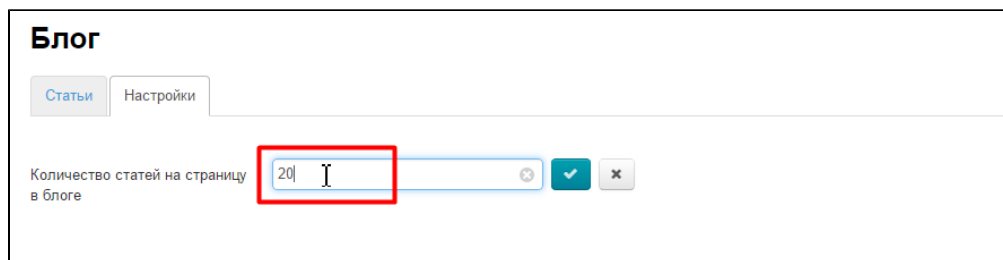 Блог
Статьи
Настройки
Количество статей на страницу
в блоге
20